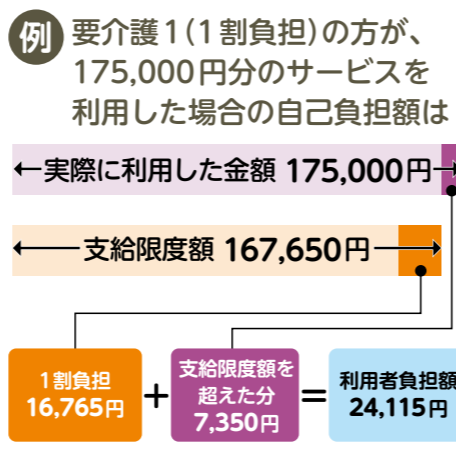 例 要介護1(1割負担)の方が、
175,000円分のサービスを
利用した場合の自己負担額は
実際に利用した金額 175,000円
支給限度額 167,650円
1割負担
16,765円
+
支給限度額を
超えた分
7,350円
=
利用者負担額
24,115円